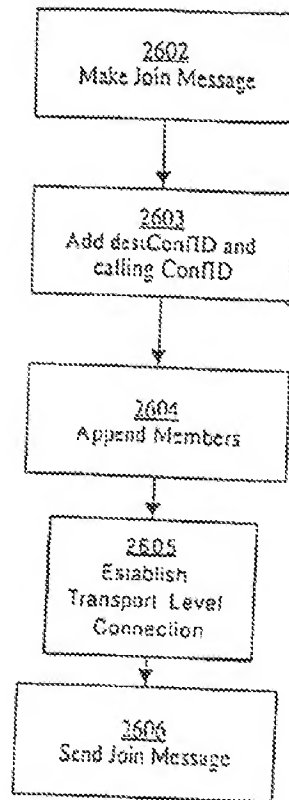 2602
Make Join Message
2603
Add destConfID and
calling ConfID
2604
Append Members
2605
Establish
Transport Level
Connection
2606
Send Join Message